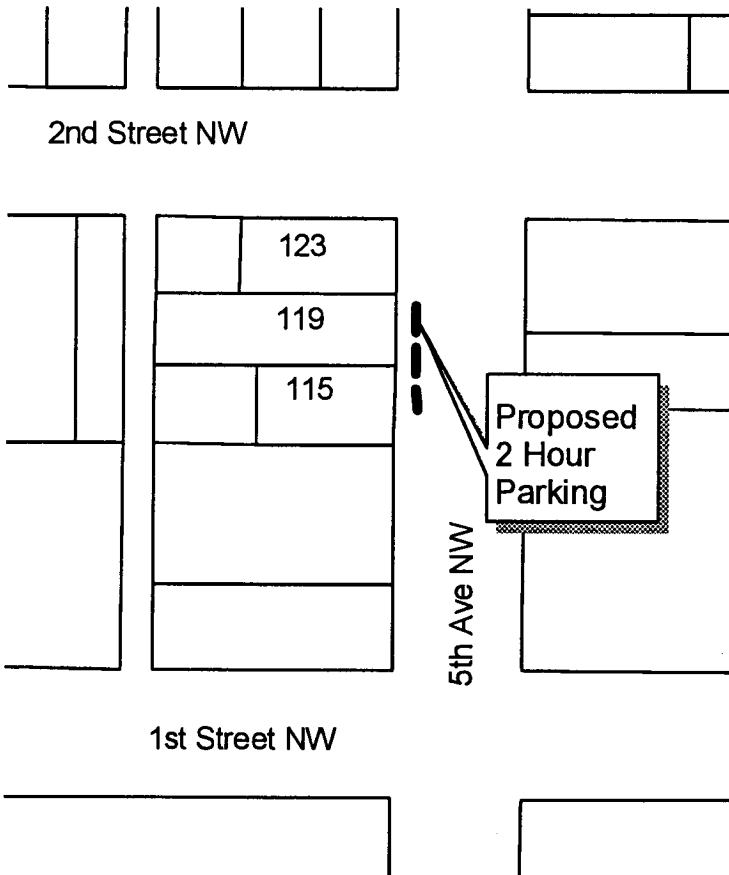 2nd Street NW
123
119
115
Proposed
2 Hour
Parking
5th Ave NW
1st Street NW